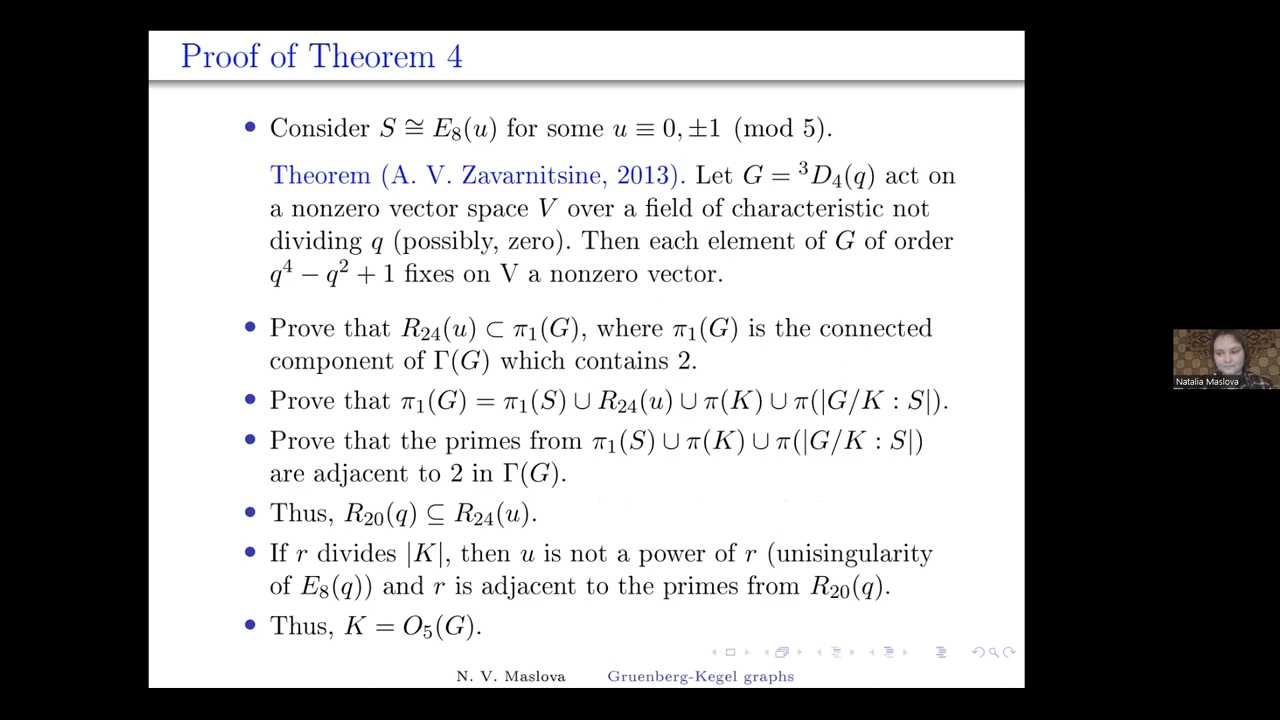 Proof of Theorem 4
• Consider S ≅ E₈(u) for some u ≡ 0, ±1 (mod 5).
Theorem (A. V. Zavarnitsine, 2013). Let G = ³D₄(q) act on
a nonzero vector space V over a field of characteristic not
dividing q (possibly, zero). Then each element of G of order
q⁴ − q² + 1 fixes on V a nonzero vector.
• Prove that R₂₄(u) ⊂ π₁(G), where π₁(G) is the connected
component of Γ(G) which contains 2.
• Prove that π₁(G) = π₁(S) ∪ R₂₄(u) ∪ π(K) ∪ π(|G/K : S|).
• Prove that the primes from π₁(S) ∪ π(K) ∪ π(|G/K : S|)
are adjacent to 2 in Γ(G).
• Thus, R₂₀(q) ⊆ R₂₄(u).
• If r divides |K|, then u is not a power of r (unisingularity
of E₈(q)) and r is adjacent to the primes from R₂₀(q).
• Thus, K = O₅(G).
N. V. Maslova Gruenberg-Kegel graphs
Natalia Maslova